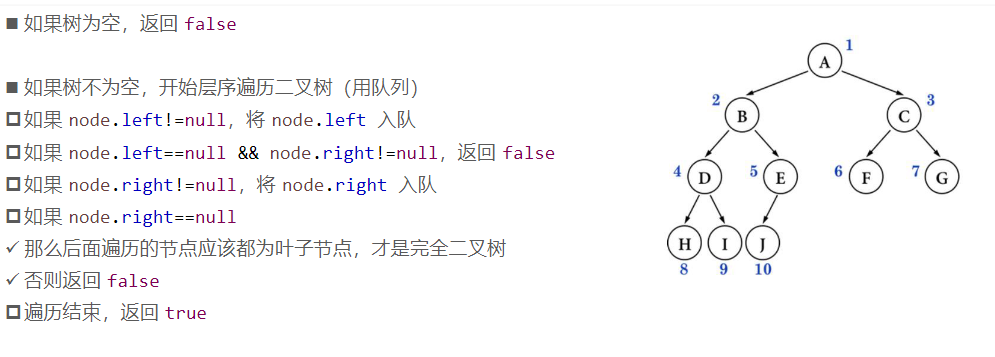 ■ 如果树为空，返回 false
■ 如果树不为空，开始层序遍历二叉树（用队列）
❑ 如果 node.left!=null，将 node.left 入队
❑ 如果 node.left==null && node.right!=null，返回 false
❑ 如果 node.right!=null，将 node.right 入队
❑ 如果 node.right==null
✓ 那么后面遍历的节点应该都为叶子节点，才是完全二叉树
✓ 否则返回 false
❑ 遍历结束，返回 true
1
A
2 3
B C
4 5 6 7
D E F G
H I J
8 9 10